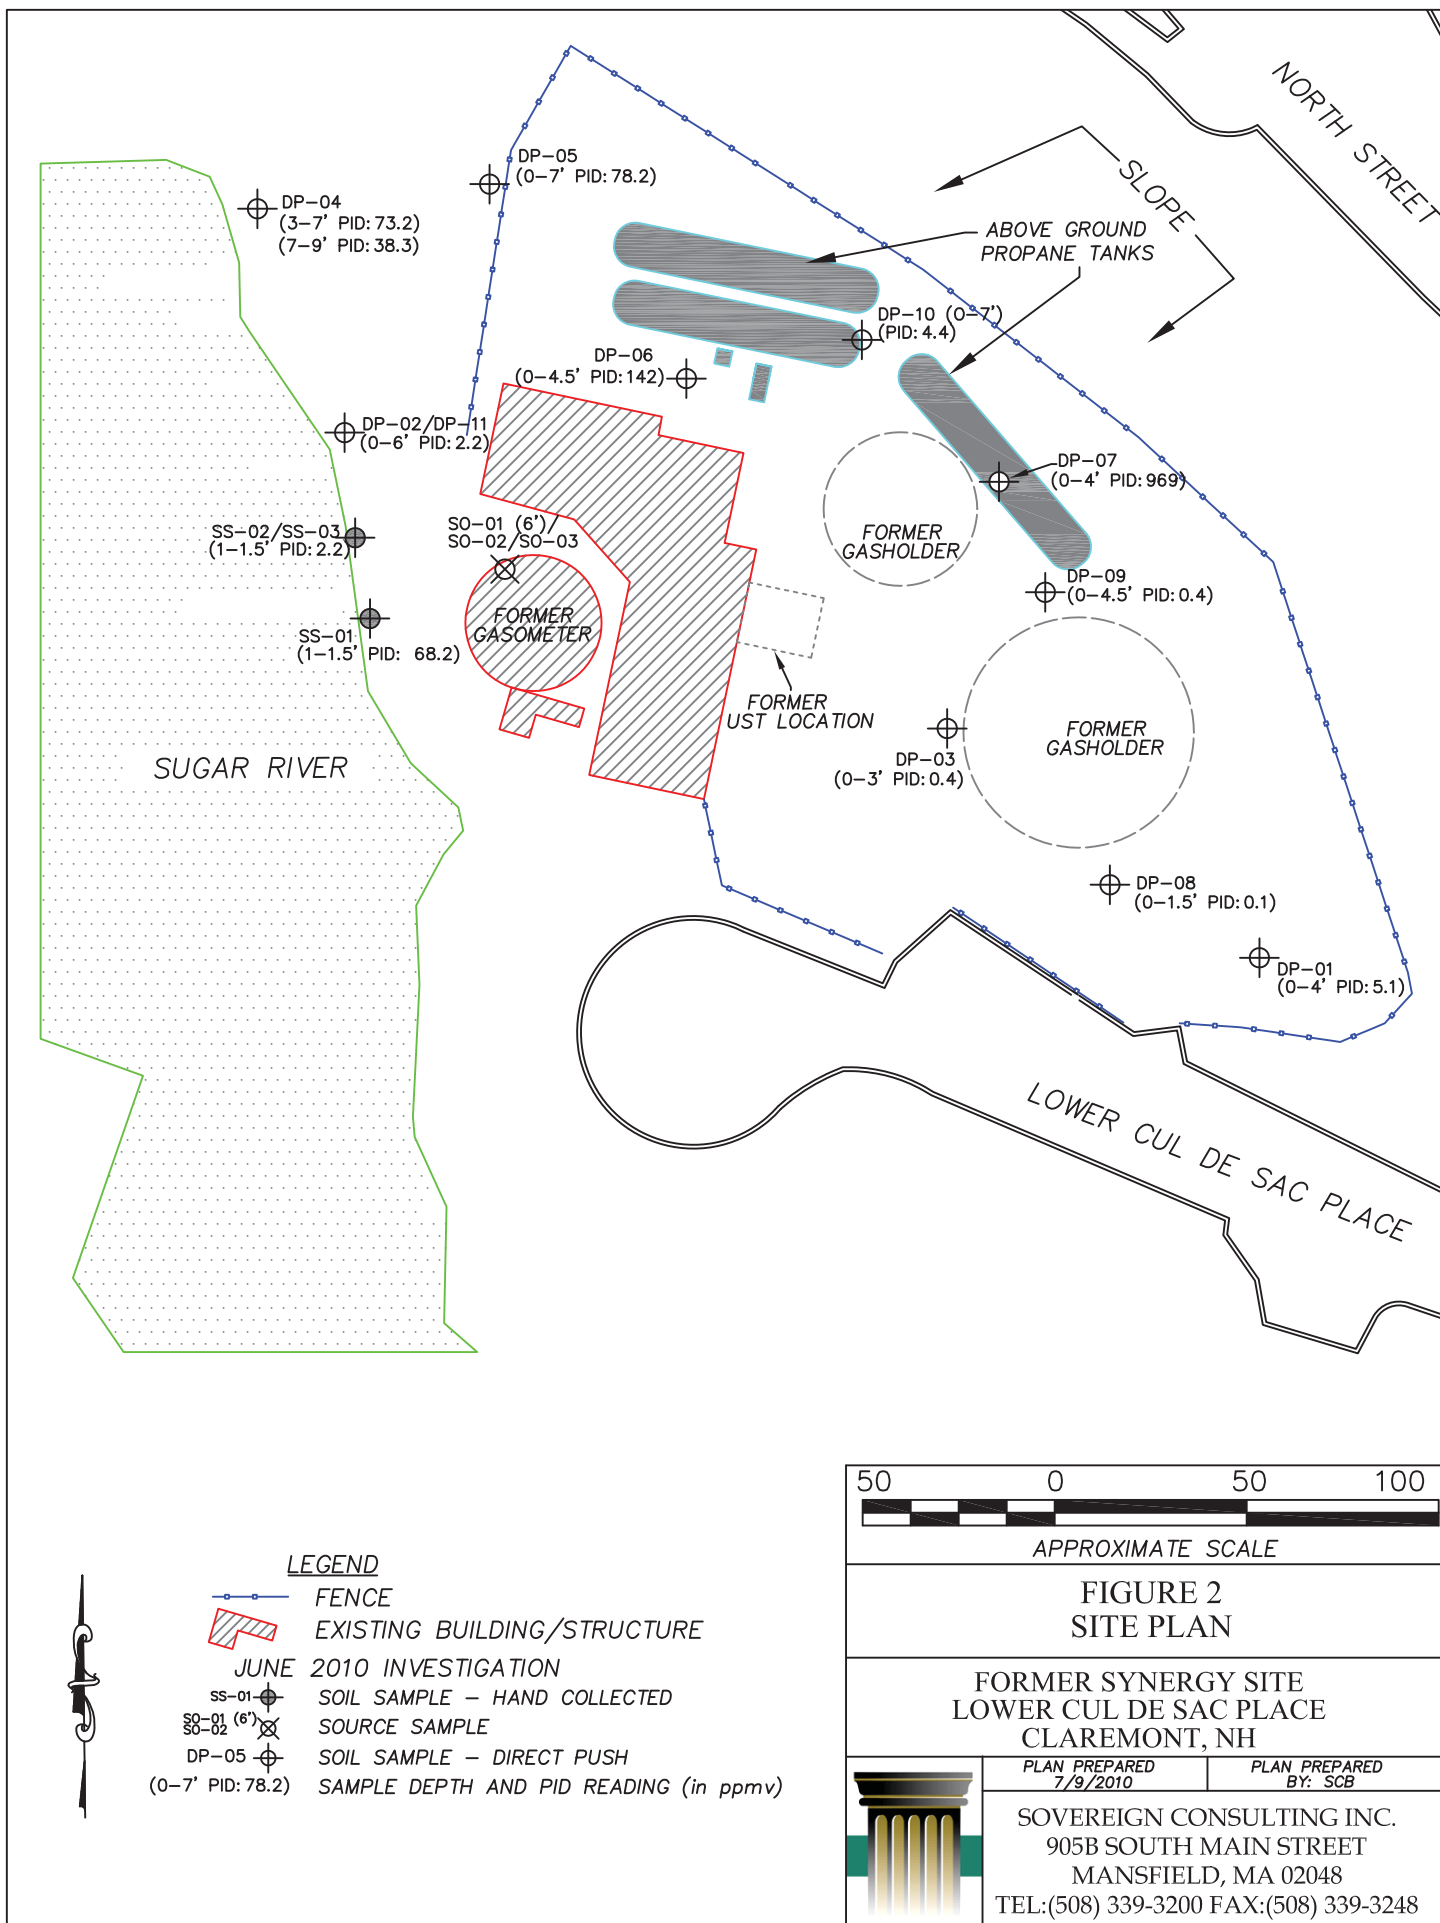 NORTH STREET
SLOPE
DP-05
(0-7' PID: 78.2)
DP-04
(3-7' PID: 73.2)
(7-9' PID: 38.3)
ABOVE GROUND
PROPANE TANKS
DP-10 (0-7')
(PID: 4.4)
DP-06
(0-4.5' PID: 142)
DP-02/DP-11
(0-6' PID: 2.2)
DP-07
(0-4' PID: 969)
SS-02/SS-03
(1-1.5' PID: 2.2)
SO-01 (6')/
SO-02/SO-03
FORMER
GASHOLDER
DP-09
(0-4.5' PID: 0.4)
FORMER
GASOMETER
SS-01
(1-1.5' PID: 68.2)
FORMER
UST LOCATION
FORMER
GASHOLDER
DP-03
(0-3' PID: 0.4)
SUGAR RIVER
DP-08
(0-1.5' PID: 0.1)
DP-01
(0-4' PID: 5.1)
LOWER CUL DE SAC PLACE
50 0 50 100
APPROXIMATE SCALE
LEGEND
FENCE
EXISTING BUILDING/STRUCTURE
JUNE 2010 INVESTIGATION
SS-01 SOIL SAMPLE - HAND COLLECTED
SO-01 (6')
SO-02 SOURCE SAMPLE
DP-05 SOIL SAMPLE - DIRECT PUSH
(0-7' PID: 78.2) SAMPLE DEPTH AND PID READING (in ppmv)
FIGURE 2
SITE PLAN
FORMER SYNERGY SITE
LOWER CUL DE SAC PLACE
CLAREMONT, NH
PLAN PREPARED
7/9/2010
PLAN PREPARED
BY: SCB
SOVEREIGN CONSULTING INC.
905B SOUTH MAIN STREET
MANSFIELD, MA 02048
TEL:(508) 339-3200 FAX:(508) 339-3248